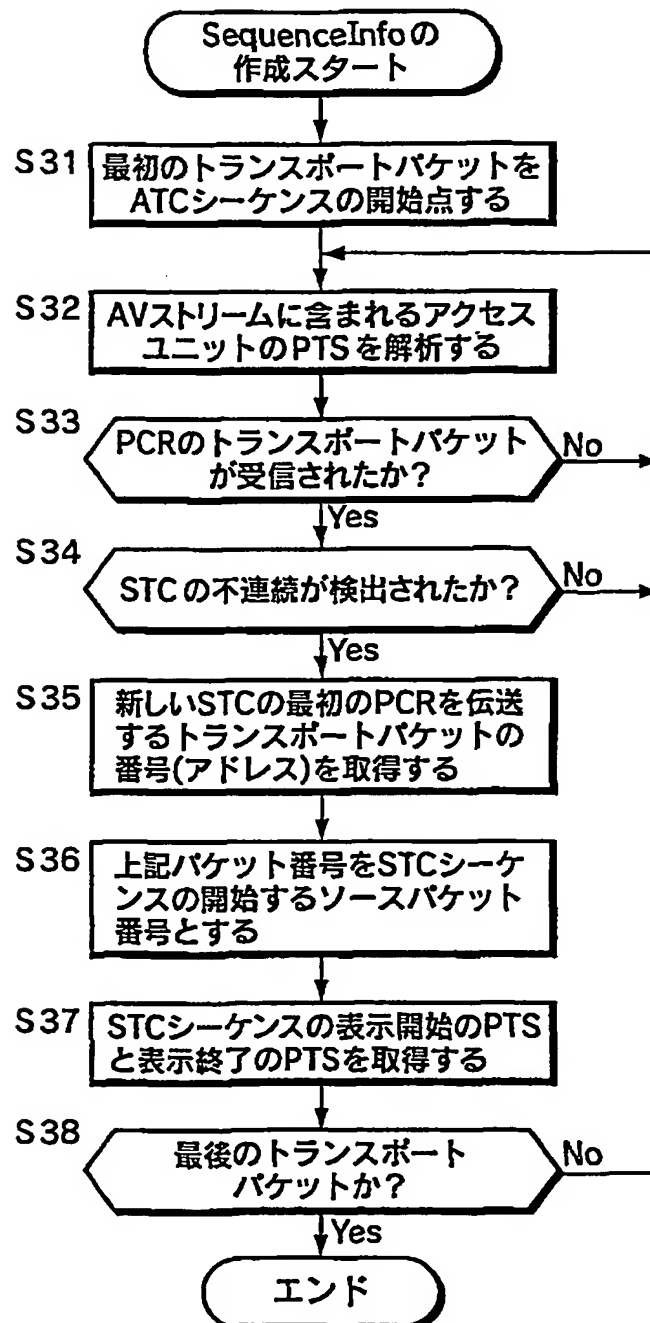 SequenceInfoの
作成スタート
S31
最初のトランスポートパケットを
ATCシーケンスの開始点する
S32
AVストリームに含まれるアクセス
ユニットのPTSを解析する
S33
PCRのトランスポートパケット
が受信されたか?
No
Yes
S34
STCの不連続が検出されたか?
No
Yes
S35
新しいSTCの最初のPCRを伝送
するトランスポートパケットの
番号(アドレス)を取得する
S36
上記パケット番号をSTCシーケ
ンスの開始するソースパケット
番号とする
S37
STCシーケンスの表示開始のPTS
と表示終了のPTSを取得する
S38
最後のトランスポート
パケットか?
No
Yes
エンド